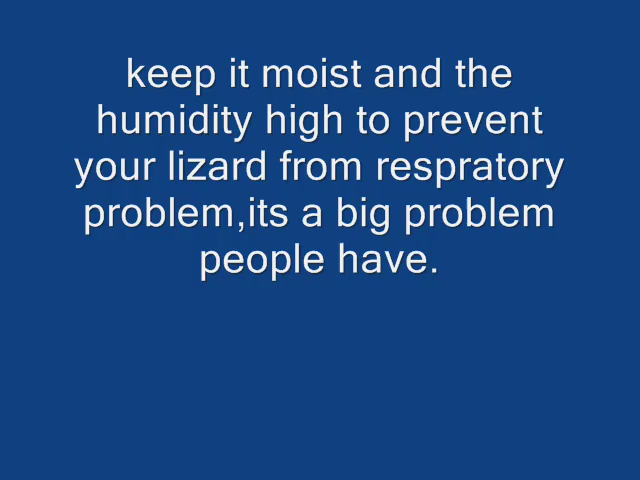 keep it moist and the
humidity high to prevent
your lizard from respratory
problem,its a big problem
people have.